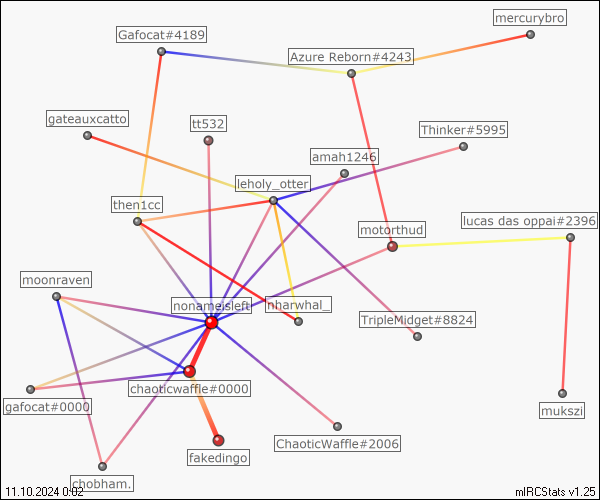 mercurybro
Gafocat#4189
Azure Reborn#4243
gateauxcatto
tt532
Thinker#5995
amah1246
leholy_otter
then1cc
lucas das oppai#2396
motorthud
moonraven
nonameisleft
nharwhal_
TripleMidget#8824
chaoticwaffle#0000
gafocat#0000
mukszi
ChaoticWaffle#2006
fakedingo
chobham.
11.10.2024 0:02
mIRCStats v1.25